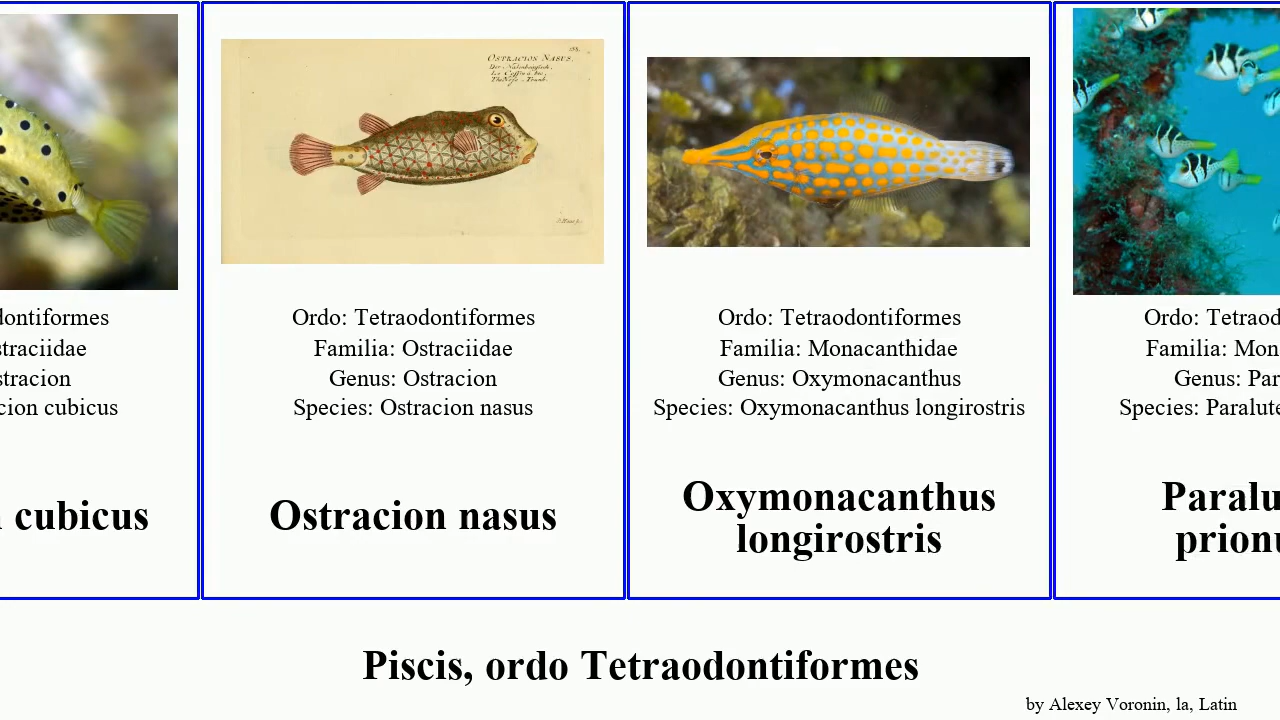 OSTRACION NASUS.
dontiformes
straciidae
stracion
cion cubicus
cubicus
Ordo: Tetraodontiformes
Familia: Ostraciidae
Genus: Ostracion
Species: Ostracion nasus
Ostracion nasus
Ordo: Tetraodontiformes
Familia: Monacanthidae
Genus: Oxymonacanthus
Species: Oxymonacanthus longirostris
Oxymonacanthus
longirostris
Ordo: Tetraod
Familia: Mon
Genus: Par
Species: Paralute
Paralu
prionu
Piscis, ordo Tetraodontiformes
by Alexey Voronin, la, Latin